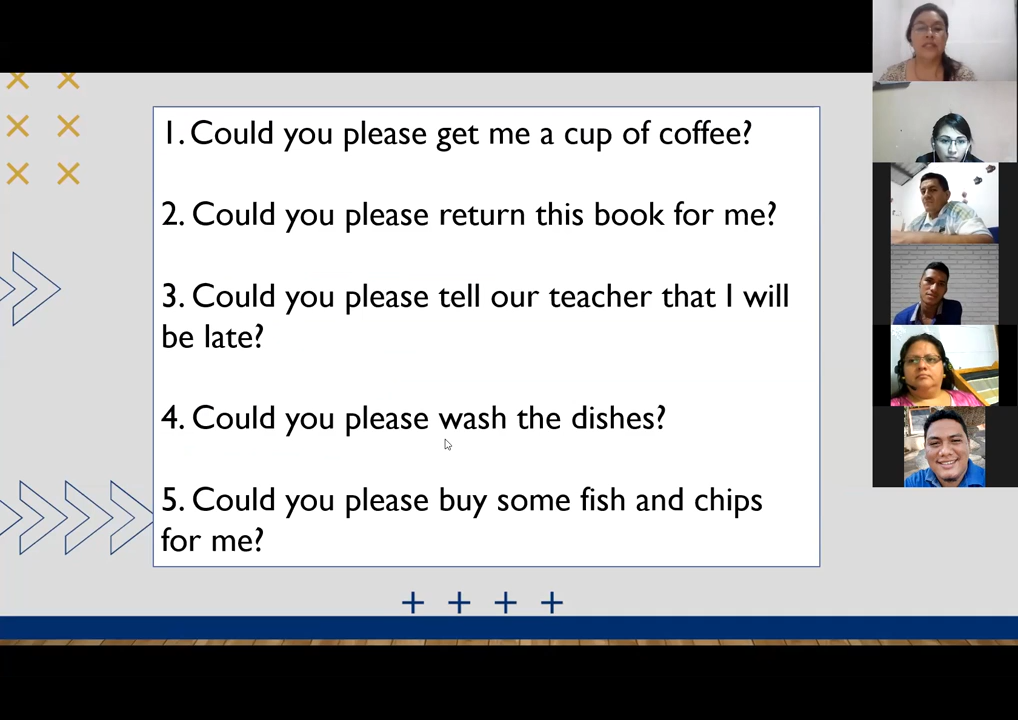 1. Could you please get me a cup of coffee?
2. Could you please return this book for me?
3. Could you please tell our teacher that I will
be late?
4. Could you please wash the dishes?
5. Could you please buy some fish and chips
for me?